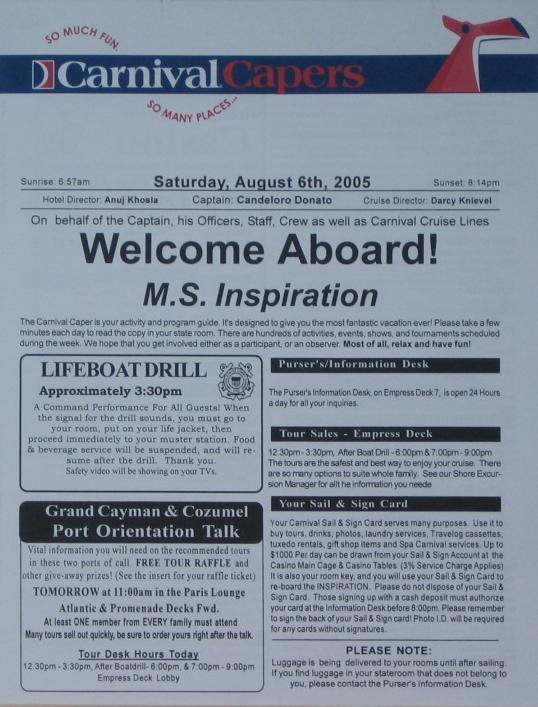 SO MUCH FUN.
Carnival Capers
SO MANY PLACES...
Sunrise: 6:57am Saturday, August 6th, 2005 Sunset: 8:14pm
Hotel Director: Anuj Khosla Captain: Candeloro Donato Cruise Director: Darcy Knievel
On behalf of the Captain, his Officers, Staff, Crew as well as Carnival Cruise Lines
Welcome Aboard!
M.S. Inspiration
The Carnival Caper is your activity and program guide. It's designed to give you the most fantastic vacation ever! Please take a few
minutes each day to read the copy in your state room. There are hundreds of activities, events, shows, and tournaments scheduled
during the week. We hope that you get involved either as a participant, or an observer. Most of all, relax and have fun!
LIFEBOAT DRILL
Approximately 3:30pm
A Command Performance For All Guests! When
the signal for the drill sounds, you must go to
your room, put on your life jacket, then
proceed immediately to your muster station. Food
& beverage service will be suspended, and will re-
sume after the drill. Thank you.
Safety video will be showing on your TVs.
Grand Cayman & Cozumel
Port Orientation Talk
Vital information you will need on the recommended tours
in these two ports of call. FREE TOUR RAFFLE and
other give-away prizes! (See the insert for your raffle ticket)
TOMORROW at 11:00am in the Paris Lounge
Atlantic & Promenade Decks Fwd.
At least ONE member from EVERY family must attend
Many tours sell out quickly, be sure to order yours right after the talk.
Tour Desk Hours Today
12:30pm - 3:30pm, After Boatdrill- 6:00pm, & 7:00pm - 9:00pm
Empress Deck Lobby
Purser's/Information Desk
The Purser's Information Desk, on Empress Deck 7, is open 24 Hours
a day for all your inquiries.
Tour Sales - Empress Deck
12:30pm - 3:30pm, After Boat Drill - 6:00pm & 7:00pm - 9:00pm
The tours are the safest and best way to enjoy your cruise. There
are so many options to suite whole family. See our Shore Excur-
sion Manager for allt he information you neede
Your Sail & Sign Card
Your Carnival Sail & Sign Card serves many purposes. Use it to
buy tours, drinks, photos, laundry services, Travelog cassettes,
tuxedo rentals, gift shop items and Spa Carnival services. Up to
$1000 Per day can be drawn from your Sail & Sign Account at the
Casino Main Cage & Casino Tables (3% Service Charge Applies)
It is also your room key, and you will use your Sail & Sign Card to
re-board the INSPIRATION. Please do not dispose of your Sail &
Sign Card. Those signing up with a cash deposit must authorize
your card at the Information Desk before 8:00pm. Please remember
to sign the back of your Sail & Sign card! Photo I.D. will be required
for any cards without signatures.
PLEASE NOTE:
Luggage is being delivered to your rooms until after sailing.
If you find luggage in your stateroom that does not belong to
you, please contact the Purser's Information Desk.